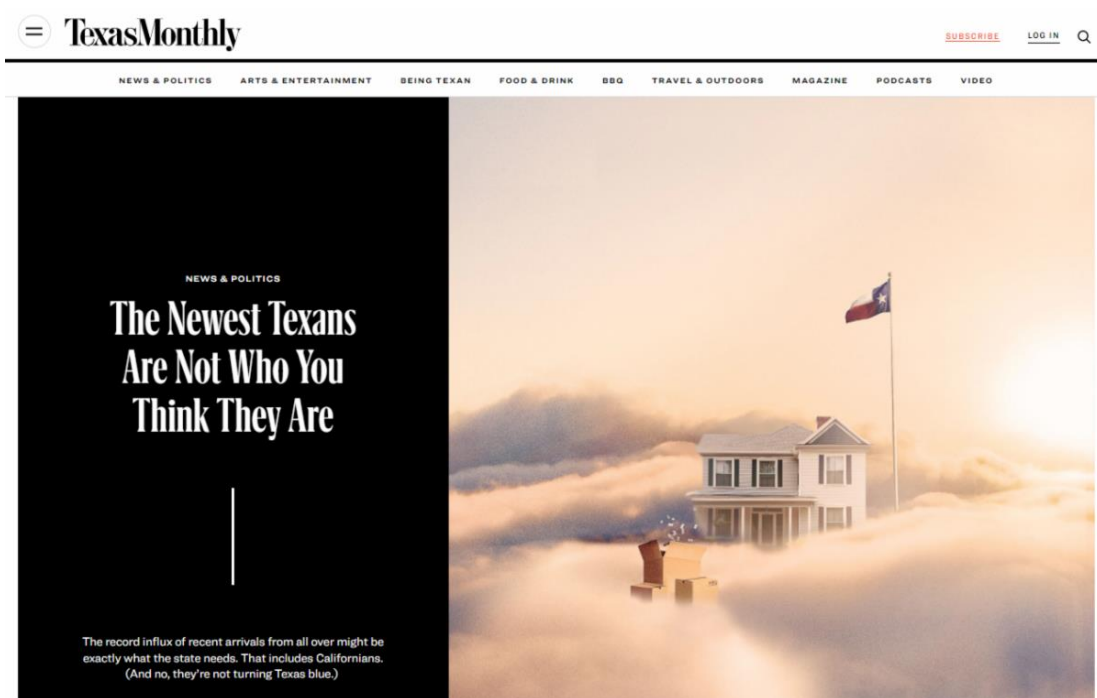 TexasMonthly
SUBSCRIBE LOG IN
NEWS & POLITICS ARTS & ENTERTAINMENT BEING TEXAN FOOD & DRINK BBQ TRAVEL & OUTDOORS MAGAZINE PODCASTS VIDEO
NEWS & POLITICS
The Newest Texans
Are Not Who You
Think They Are
The record influx of recent arrivals from all over might be
exactly what the state needs. That includes Californians.
(And no, they're not turning Texas blue.)